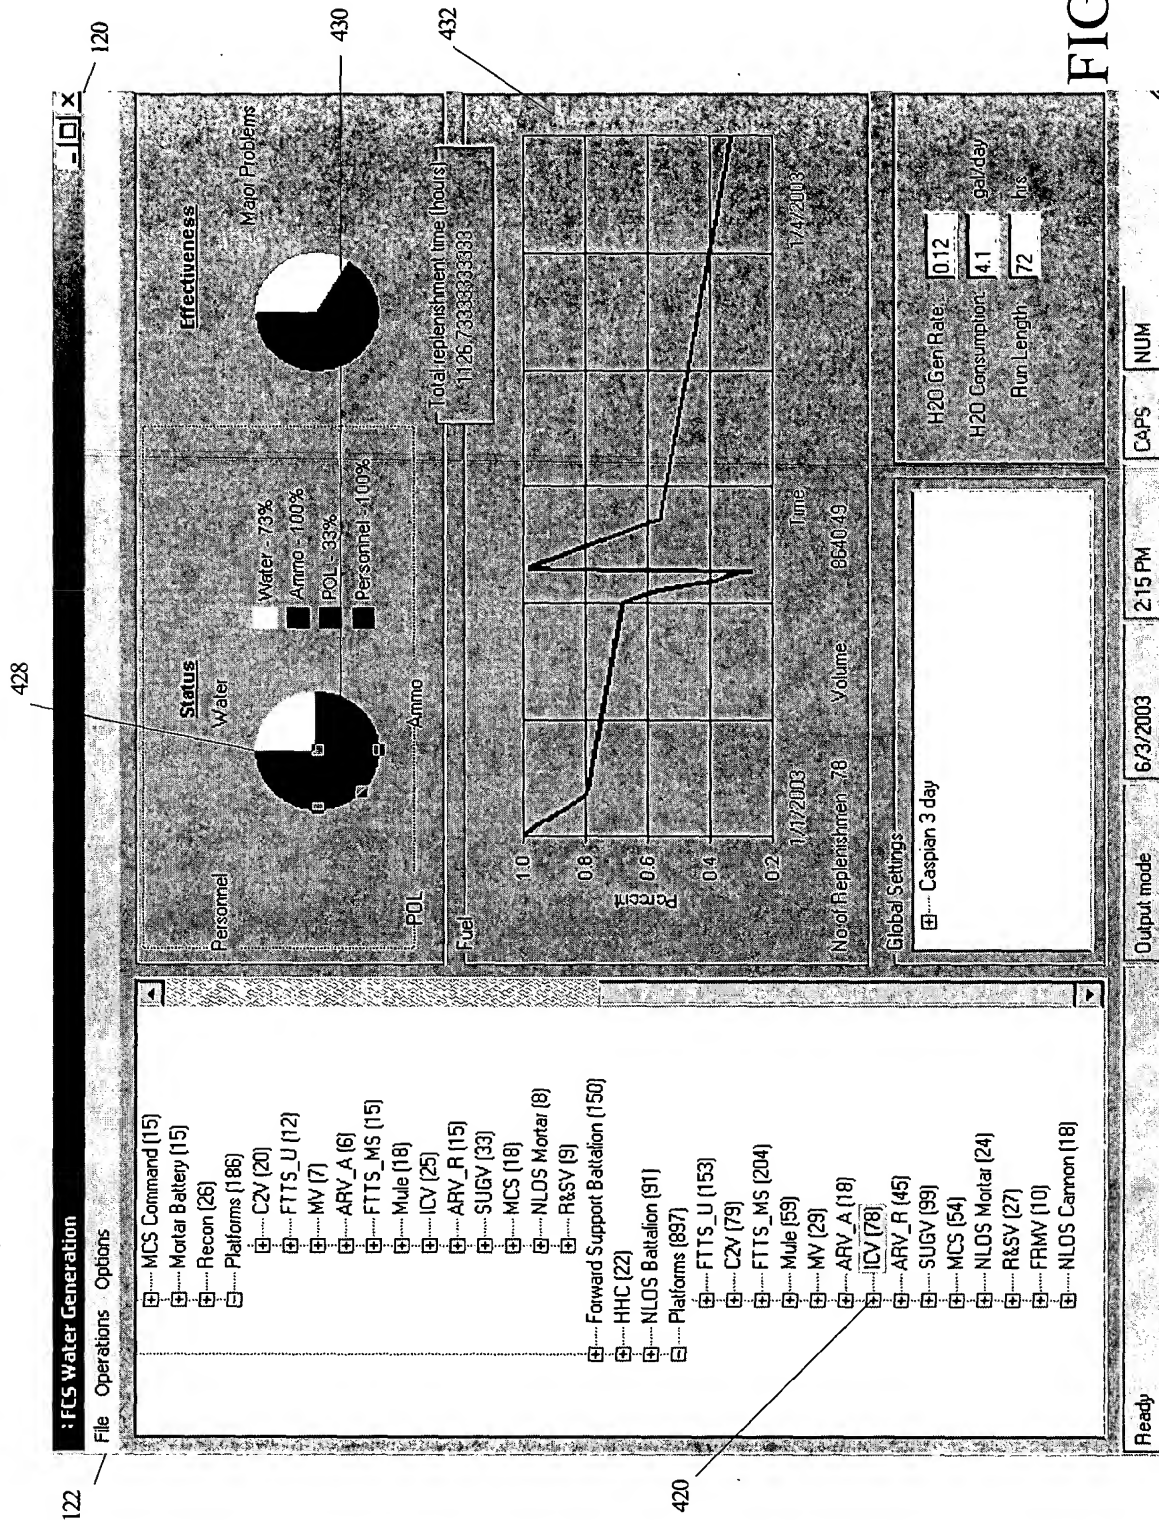 : FCS Water Generation
File Operations Options
MCS Command (15)
Mortar Battery (15)
Recon (26)
Platforms (186)
C2V (20)
FTTS_U (12)
MV (7)
ARV_A (6)
FTTS_MS (15)
Mule (18)
ICV (25)
ARV_R (15)
SUGV (33)
MCS (18)
NLOS Mortar (8)
R&SV (9)
Forward Support Battalion (150)
HHC (22)
NLOS Battalion (91)
Platforms (897)
FTTS_U (153)
C2V (79)
FTTS_MS (204)
Mule (59)
MV (29)
ARV_A (18)
ICV (78)
ARV_R (45)
SUGV (99)
MCS (54)
NLOS Mortar (24)
R&SV (27)
FRMV (10)
NLOS Cannon (18)
Status
Personnel
Water
POL
Ammo
Water - 73%
Ammo - 100%
POL - 33%
Personnel - 100%
Effectiveness
Major Problems
Total replenishment time (hours)
1126.73333333333
Fuel
Percent
1.0
0.8
0.6
0.4
0.2
1/1/2003
Time
1/4/2003
No of Replenishmen 78
Volume
864049
Global Settings
Caspian 3 day
H20 Gen Rate: 0.12
H20 Consumption: 4.1 gal/day
Run Length: 72 hrs
Ready
Output mode
6/3/2003
2:15 PM
CAPS
NUM
122
420
428
120
430
432
FIG